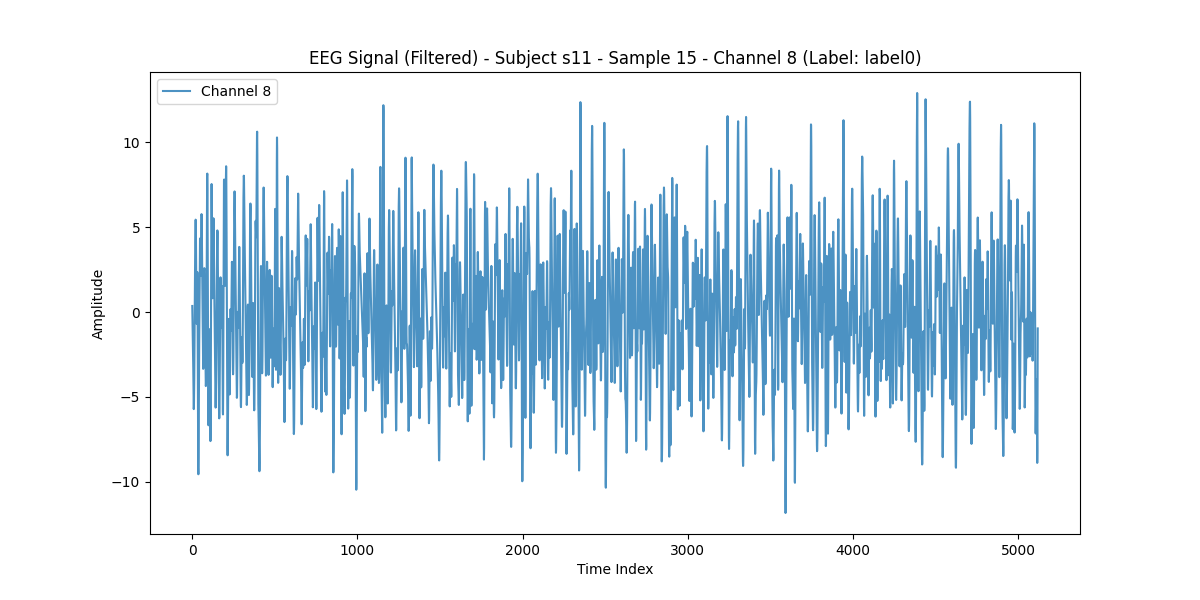 EEG Signal (Filtered) - Subject s11 - Sample 15 - Channel 8 (Label: label0)
Channel 8
10
5
0
−5
−10
Amplitude
0 1000 2000 3000 4000 5000
Time Index